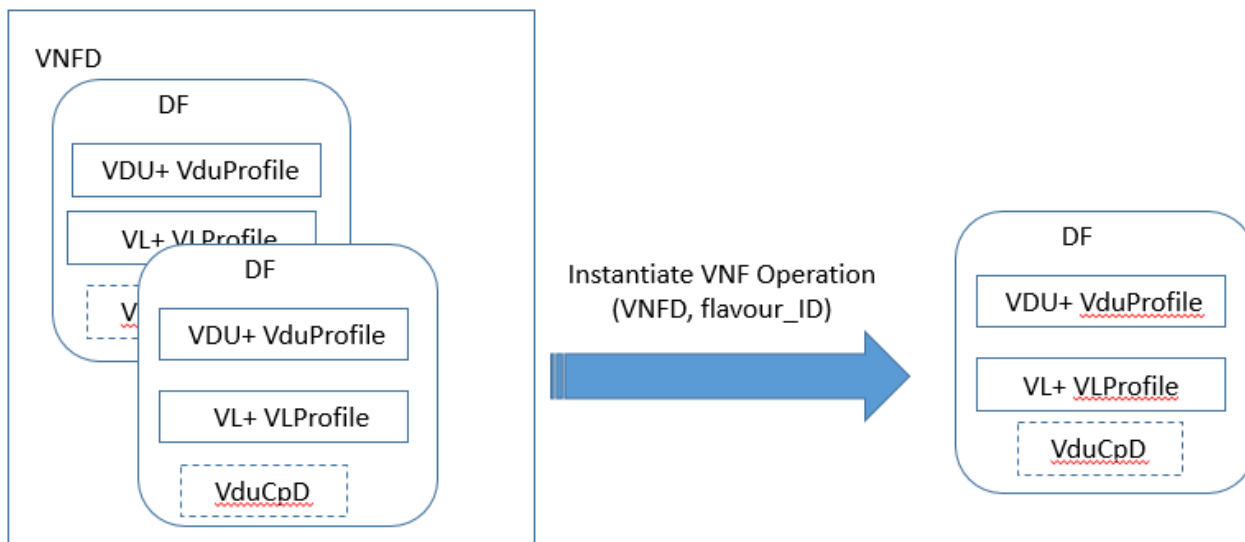 VNFD
DF
VDU+ VduProfile
VL+ VLProfile
DF
VDU+ VduProfile
VL+ VLProfile
VduCpD
Instantiate VNF Operation
(VNFD, flavour_ID)
DF
VDU+ VduProfile
VL+ VLProfile
VduCpD